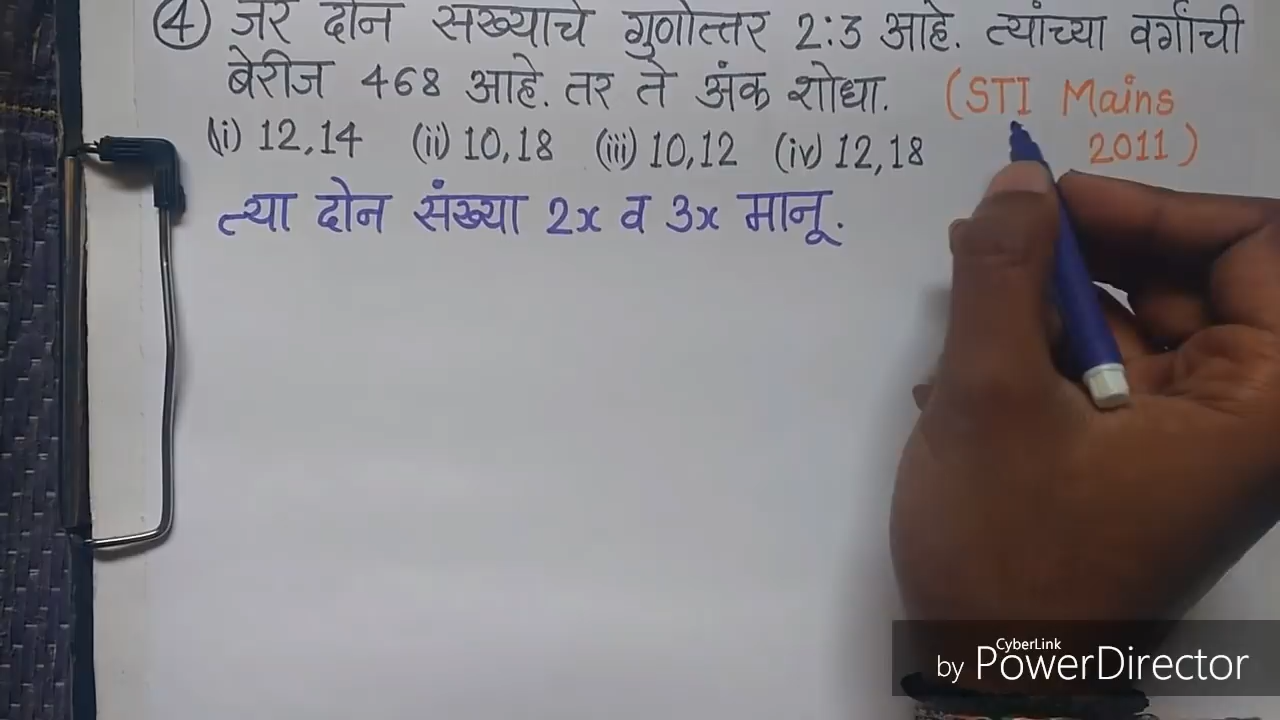 ④ जर दोन सख्याचे गुणोत्तर 2:3 आहे. त्यांच्या वर्गाची
बेरीज 468 आहे. तर ते अंक शोधा. (STI Mains
2011)
(i) 12,14 (ii) 10,18 (iii) 10,12 (iv) 12,18
त्या दोन संख्या 2x व 3x मानू.
by CyberLink PowerDirector